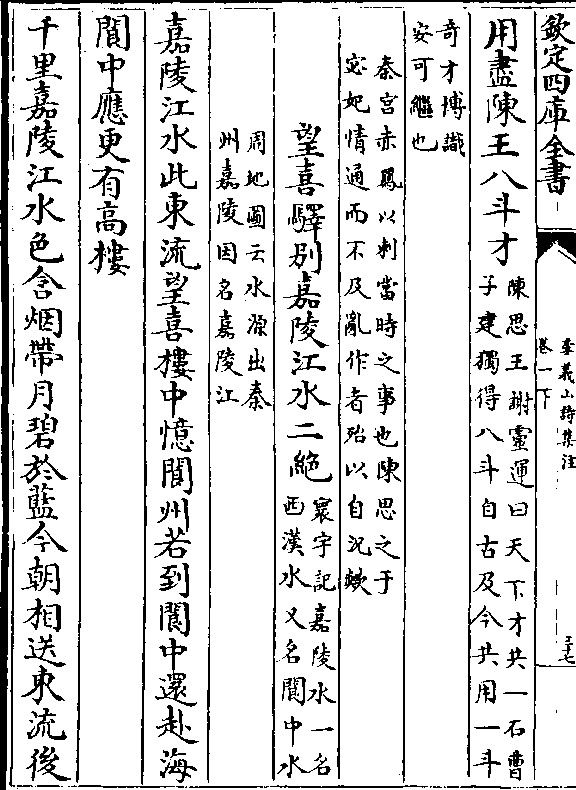 欽定四庫全書
李義山詩集注
卷一下
三七
用盡陳王八斗才
陳思王謝靈運曰天下才共一石曹
子建獨得八斗自古及今共用一斗
奇才博識
安可繼也
秦宮赤鳳以刺當時之事也陳思之于
宓妃情通而不及亂作者殆以自況歟
望喜驛别嘉陵江水二絶
寰宇記嘉陵水一名
西漢水又名閬中水
周地圖云水源出秦
州嘉陵因名嘉陵江
嘉陵江水此東流望喜樓中憶閬州若到閬中還赴海
閬中應更有高樓
千里嘉陵江水色含烟帶月碧於藍今朝相送東流後